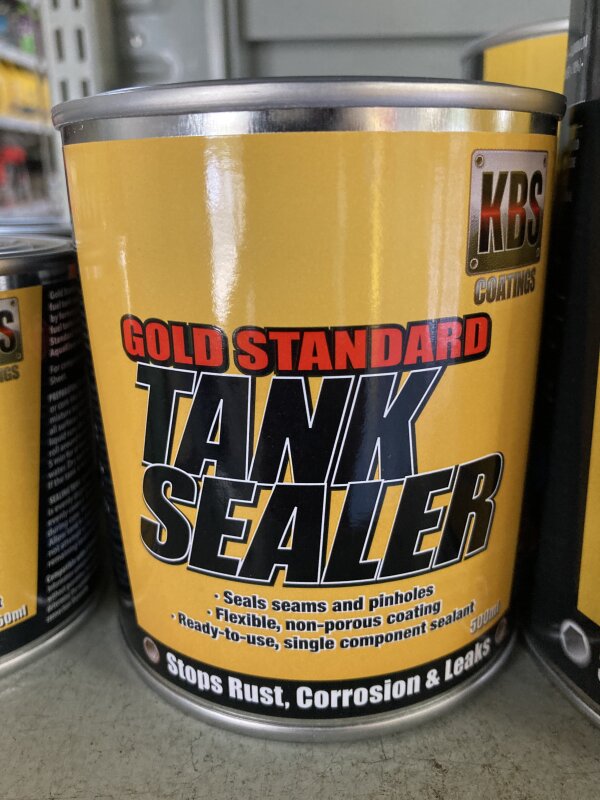 KBS
COATINGS
GOLD STANDARD
TANK
SEALER
· Seals seams and pinholes
· Flexible, non-porous coating
· Ready-to-use, single component sealant
500ml
Stops Rust, Corrosion & Leaks